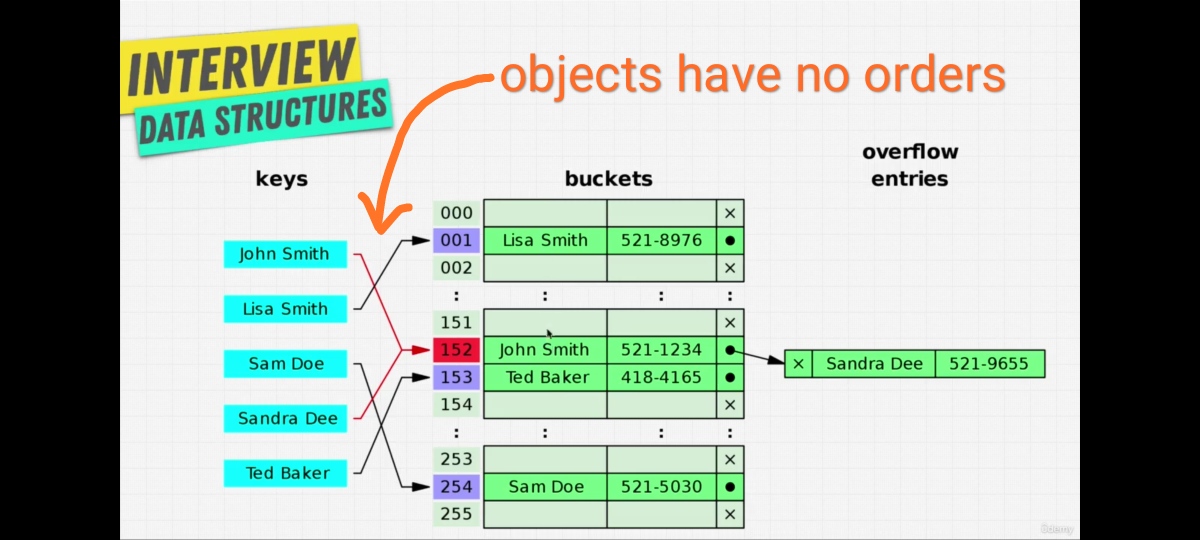 INTERVIEW
DATA STRUCTURES
objects have no orders
keys
buckets
overflow
entries
000 ×
001 Lisa Smith 521-8976 ●
002 ×
: : : :
151 ×
152 John Smith 521-1234 ●
153 Ted Baker 418-4165 ●
154 ×
: : : :
253 ×
254 Sam Doe 521-5030 ●
255 ×
John Smith
Lisa Smith
Sam Doe
Sandra Dee
Ted Baker
× Sandra Dee 521-9655
ûdemy